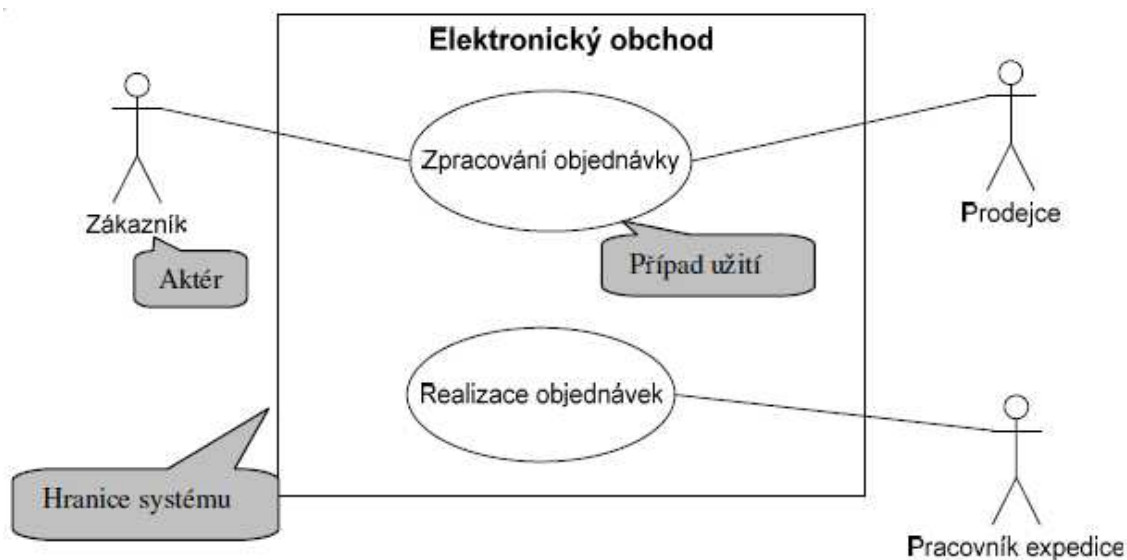 Elektronický obchod
Zpracování objednávky
Zákazník
Prodejce
Aktér
Případ užití
Realizace objednávek
Hranice systému
Pracovník expedice